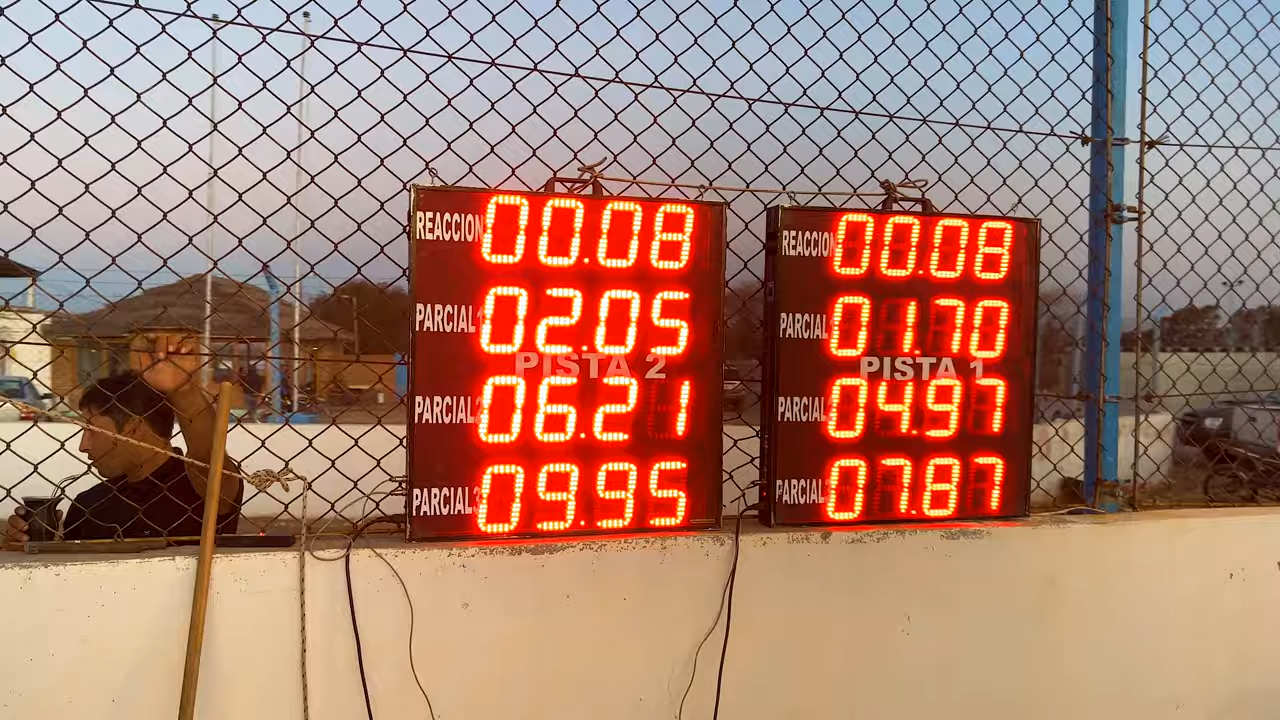 REACCION 00.08
PARCIAL1 02.05
PISTA 2
PARCIAL2 06.21
PARCIAL3 09.95
REACCION 00.08
PARCIAL 01.70
PISTA 1
PARCIAL 04.97
PARCIAL 07.87